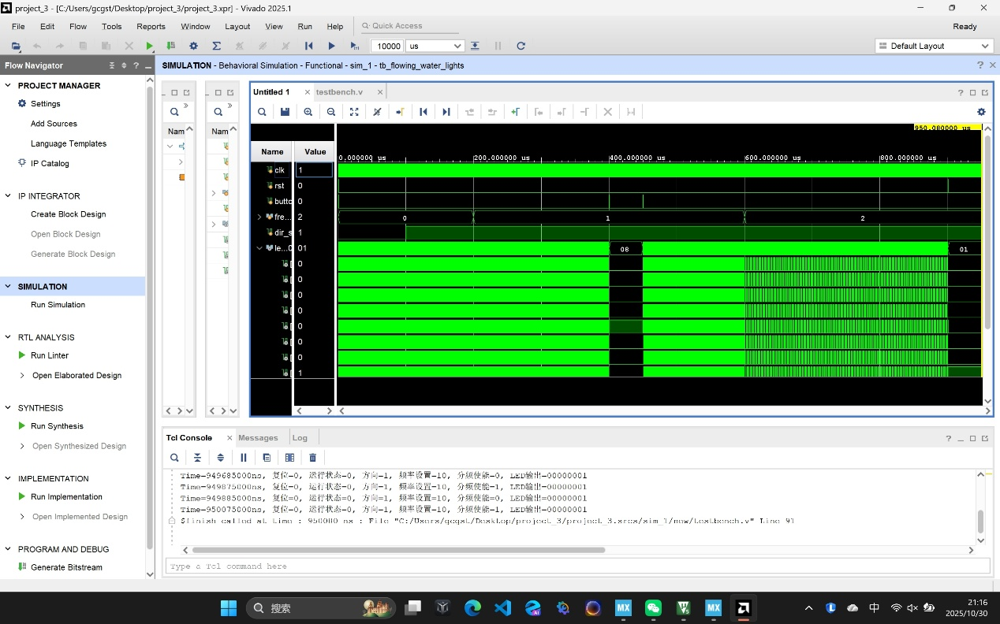 project_3 - [C:/Users/gcgst/Desktop/project_3/project_3.xpr] - Vivado 2025.1
File Edit Flow Tools Reports Window Layout View Run Help Quick Access Ready
10000 us Default Layout
Flow Navigator
SIMULATION - Behavioral Simulation - Functional - sim_1 - tb_flowing_water_lights
PROJECT MANAGER
Settings
Add Sources
Language Templates
IP Catalog
IP INTEGRATOR
Create Block Design
Open Block Design
Generate Block Design
SIMULATION
Run Simulation
RTL ANALYSIS
Run Linter
Open Elaborated Design
SYNTHESIS
Run Synthesis
Open Synthesized Design
IMPLEMENTATION
Run Implementation
Open Implemented Design
PROGRAM AND DEBUG
Generate Bitstream
Nam
Nam
Untitled 1 testbench.v
950.080000 us
Name Value
0.000000 us 200.000000 us 400.000000 us 600.000000 us 800.000000 us
clk 1
rst 0
butto 0
fre... 2 0 1 2
dir_s 1
le...0 01 08 01
0
0
0
0
0
0
0
1
Tcl Console Messages Log
Time=949685000ns, 复位=0, 运行状态=0, 方向=1, 频率设置=10, 分频使能=0, LED输出=00000001
Time=949875000ns, 复位=0, 运行状态=0, 方向=1, 频率设置=10, 分频使能=1, LED输出=00000001
Time=949885000ns, 复位=0, 运行状态=0, 方向=1, 频率设置=10, 分频使能=0, LED输出=00000001
Time=950075000ns, 复位=0, 运行状态=0, 方向=1, 频率设置=10, 分频使能=1, LED输出=00000001
$finish called at time : 950080 ns : File "C:/Users/gcgst/Desktop/project_3/project_3.srcs/sim_1/new/testbench.v" Line 91
Type a Tcl command here
搜索
中
21:16
2025/10/30